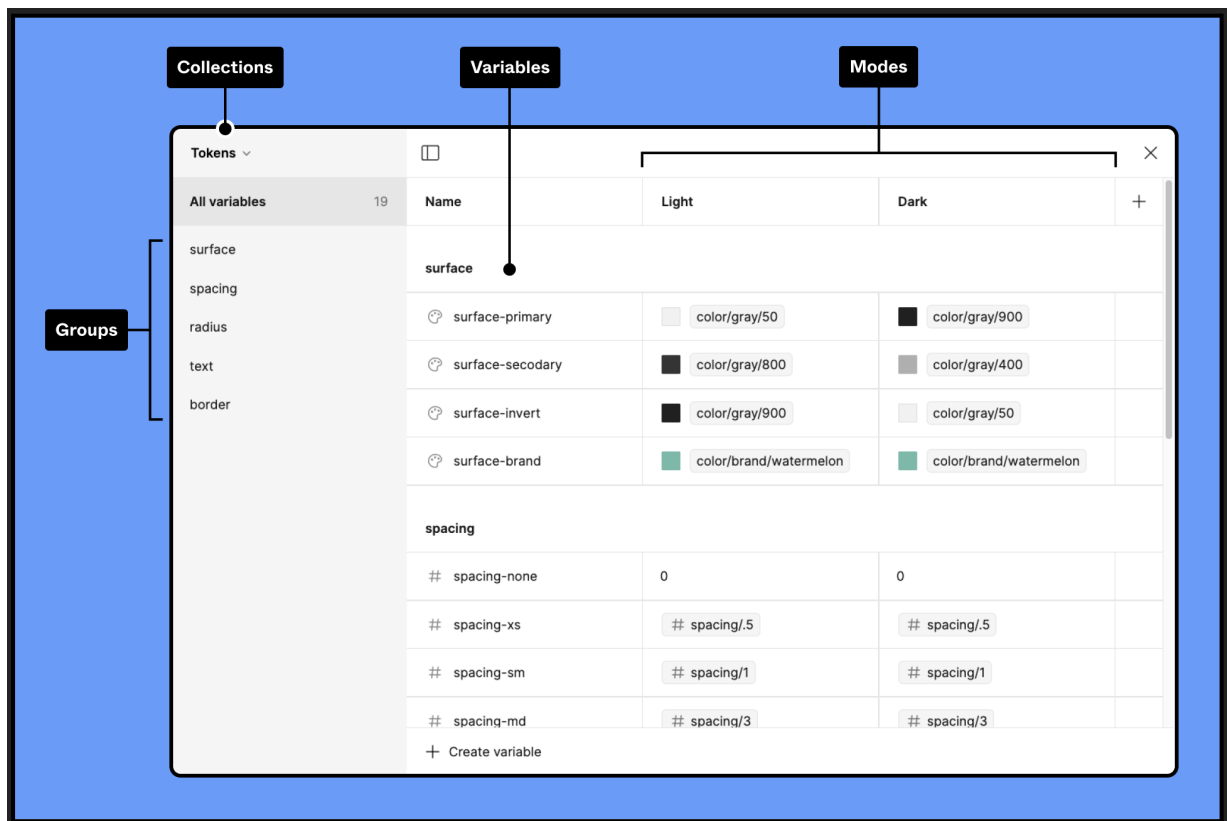 Collections
Variables
Modes
Tokens
All variables 19
Name Light Dark
Groups
surface
spacing
radius
text
border
surface
surface-primary color/gray/50 color/gray/900
surface-secodary color/gray/800 color/gray/400
surface-invert color/gray/900 color/gray/50
surface-brand color/brand/watermelon color/brand/watermelon
spacing
# spacing-none 0 0
# spacing-xs # spacing/.5 # spacing/.5
# spacing-sm # spacing/1 # spacing/1
# spacing-md # spacing/3 # spacing/3
+ Create variable